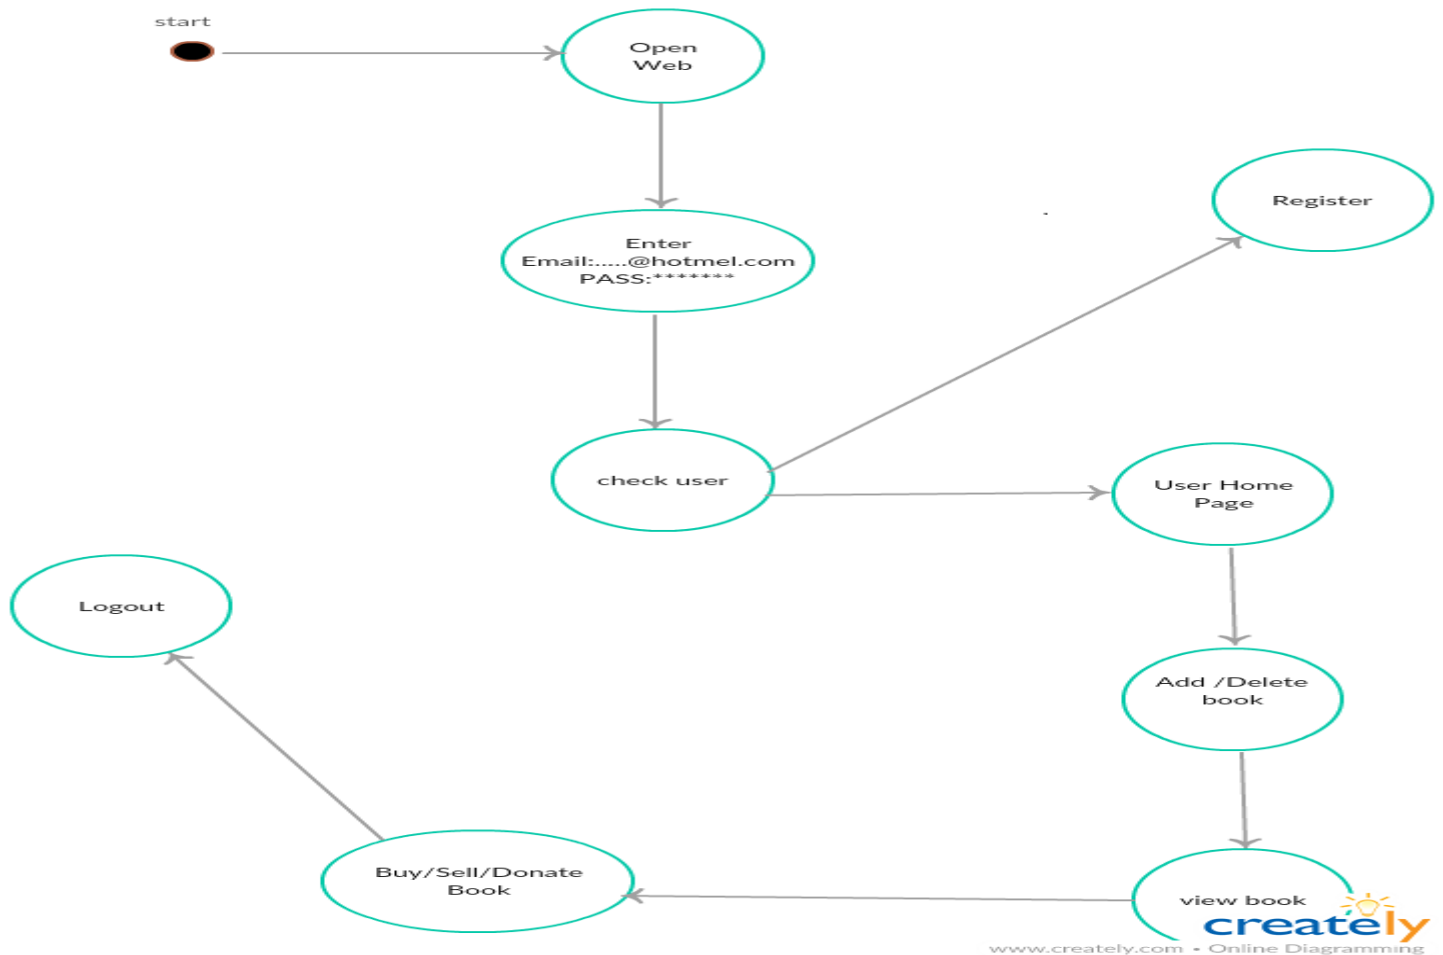 start
Open
Web
Enter
Email:.....@hotmel.com
PASS:*******
Register
check user
User Home
Page
Logout
Add /Delete
book
Buy/Sell/Donate
Book
view book
creately
www.creately.com • Online Diagramming